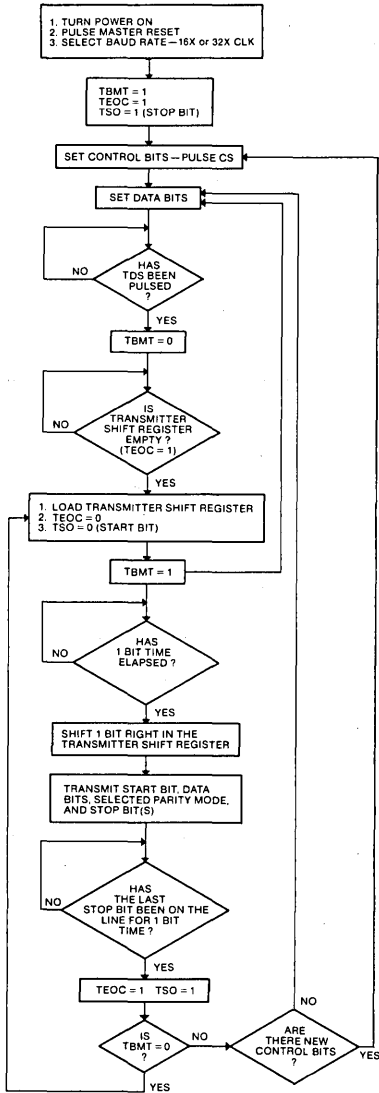 1. TURN POWER ON
2. PULSE MASTER RESET
3. SELECT BAUD RATE—16X or 32X CLK
TBMT = 1
TEOC = 1
TSO = 1 (STOP BIT)
SET CONTROL BITS — PULSE CS
SET DATA BITS
HAS
TDS BEEN
PULSED
?
NO
YES
TBMT = 0
IS
TRANSMITTER
SHIFT REGISTER
EMPTY ?
(TEOC = 1)
NO
YES
1. LOAD TRANSMITTER SHIFT REGISTER
2. TEOC = 0
3. TSO = 0 (START BIT)
TBMT = 1
HAS
1 BIT TIME
ELAPSED ?
NO
YES
SHIFT 1 BIT RIGHT IN THE
TRANSMITTER SHIFT REGISTER
TRANSMIT START BIT, DATA
BITS, SELECTED PARITY MODE,
AND STOP BIT(S)
HAS
THE LAST
STOP BIT BEEN ON THE
LINE FOR 1 BIT
TIME ?
NO
YES
TEOC = 1 TSO = 1
IS
TBMT = 0
?
NO
YES
ARE
THERE NEW
CONTROL BITS
?
NO
YES